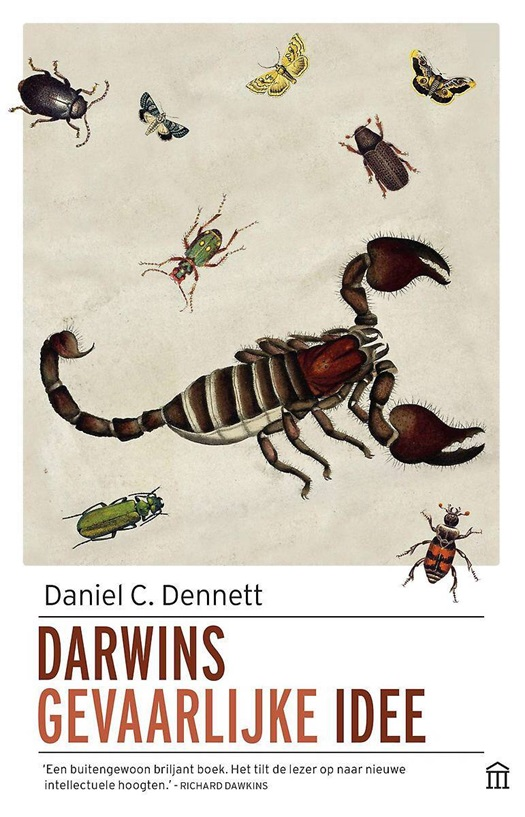 Daniel C. Dennett
DARWINS
GEVAARLIJKE IDEE
‘Een buitengewoon briljant boek. Het tilt de lezer op naar nieuwe
intellectuele hoogten.’ - RICHARD DAWKINS